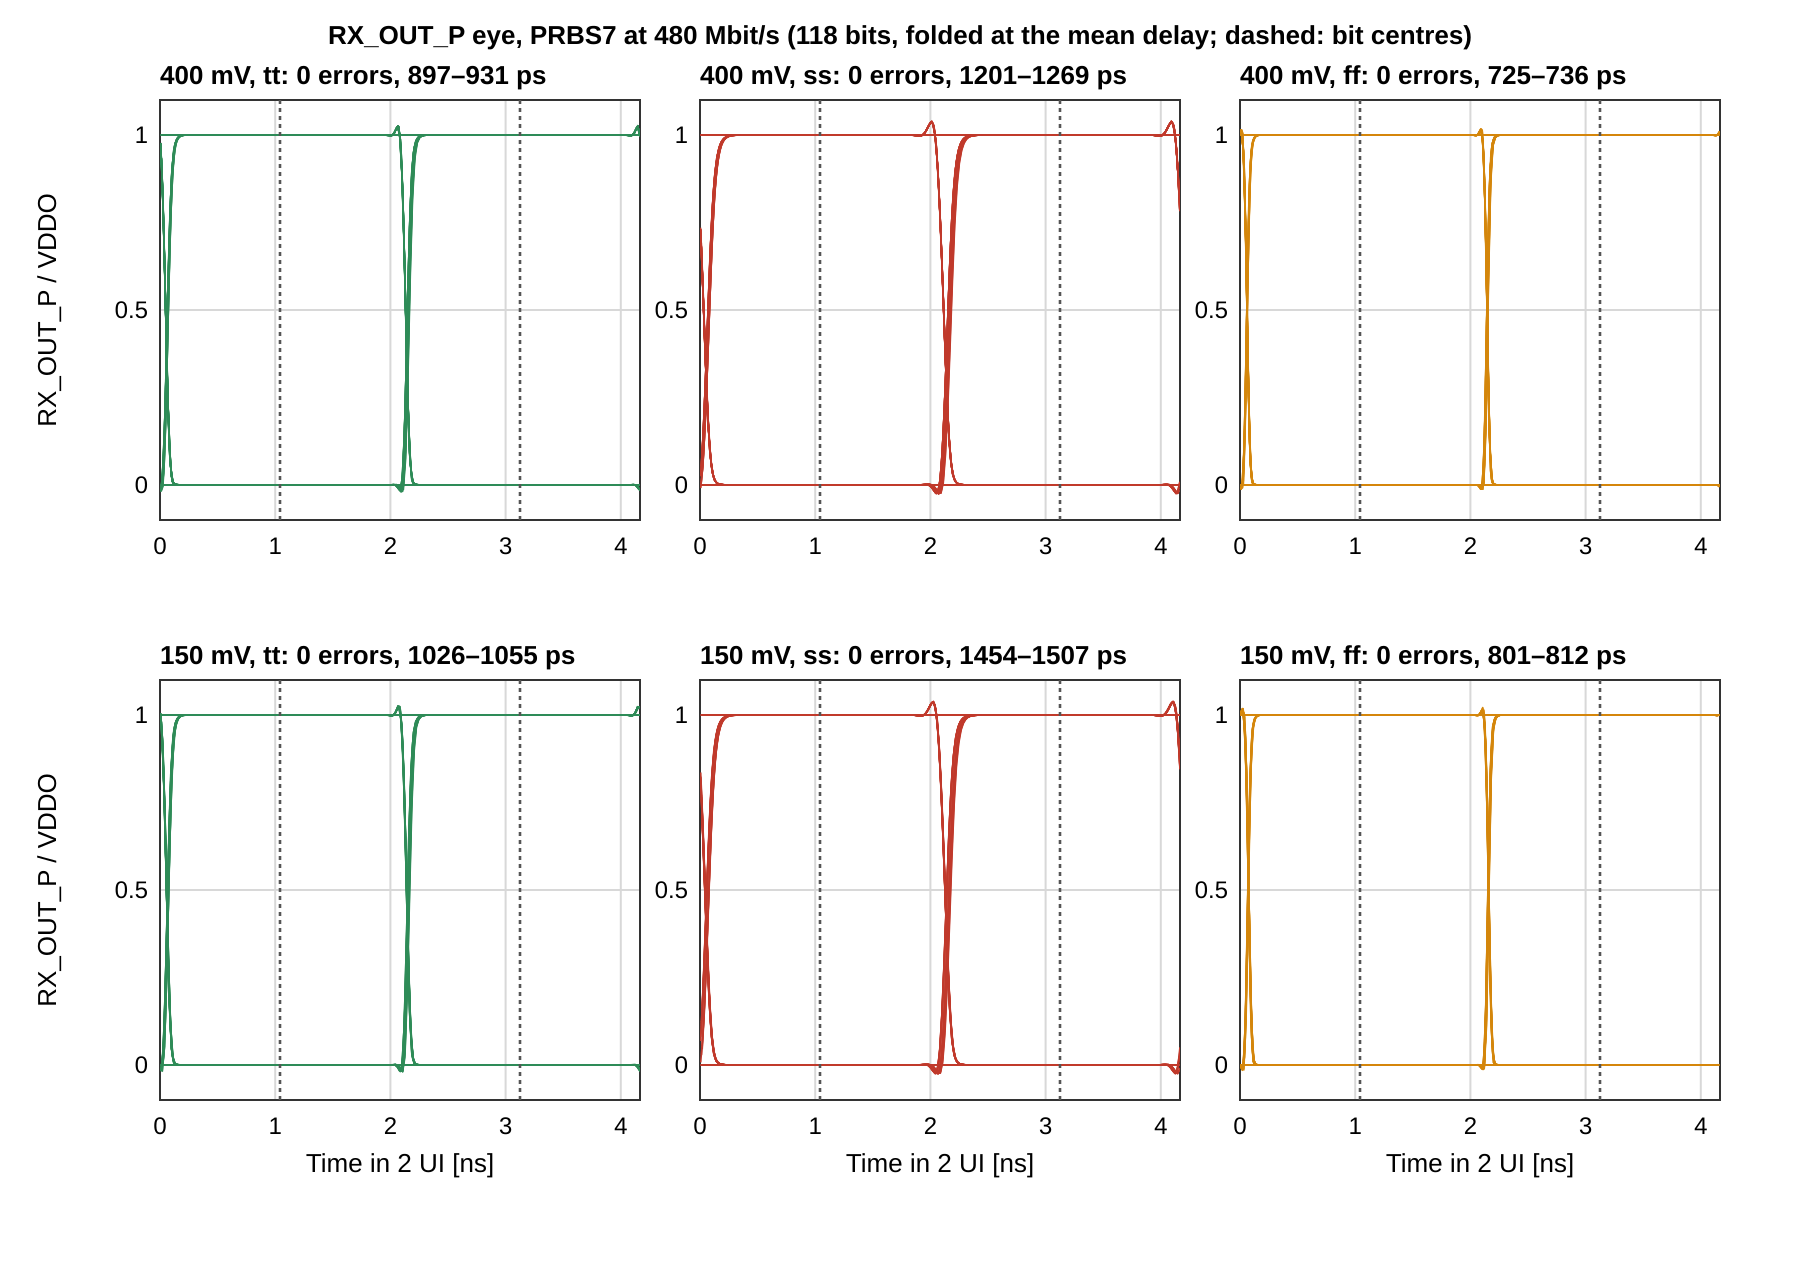 RX_OUT_P eye, PRBS7 at 480 Mbit/s (118 bits, folded at the mean delay; dashed: bit centres)
400 mV, tt: 0 errors, 897–931 ps
400 mV, ss: 0 errors, 1201–1269 ps
400 mV, ff: 0 errors, 725–736 ps
RX_OUT_P / VDDO
1 1 1
0.5 0.5 0.5
0 0 0
0 1 2 3 4 0 1 2 3 4 0 1 2 3 4
150 mV, tt: 0 errors, 1026–1055 ps
150 mV, ss: 0 errors, 1454–1507 ps
150 mV, ff: 0 errors, 801–812 ps
RX_OUT_P / VDDO
1 1 1
0.5 0.5 0.5
0 0 0
0 1 2 3 4 0 1 2 3 4 0 1 2 3 4
Time in 2 UI [ns]
Time in 2 UI [ns]
Time in 2 UI [ns]